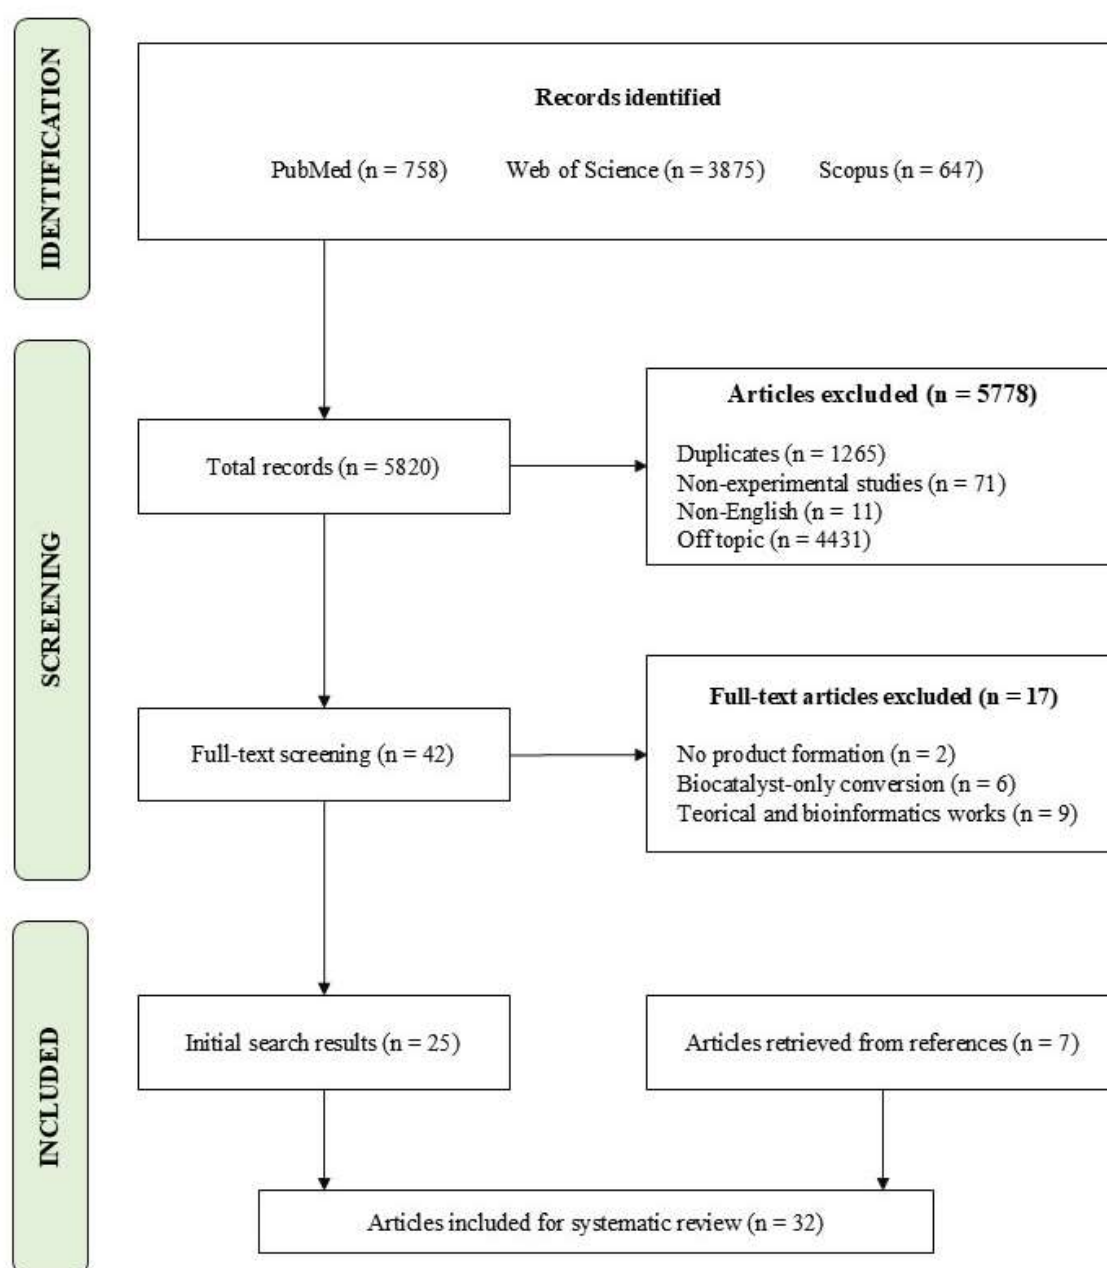 IDENTIFICATION
Records identified
PubMed (n = 758) Web of Science (n = 3875) Scopus (n = 647)
SCREENING
Total records (n = 5820)
Articles excluded (n = 5778)
Duplicates (n = 1265)
Non-experimental studies (n = 71)
Non-English (n = 11)
Off topic (n = 4431)
Full-text screening (n = 42)
Full-text articles excluded (n = 17)
No product formation (n = 2)
Biocatalyst-only conversion (n = 6)
Teorical and bioinformatics works (n = 9)
INCLUDED
Initial search results (n = 25)
Articles retrieved from references (n = 7)
Articles included for systematic review (n = 32)